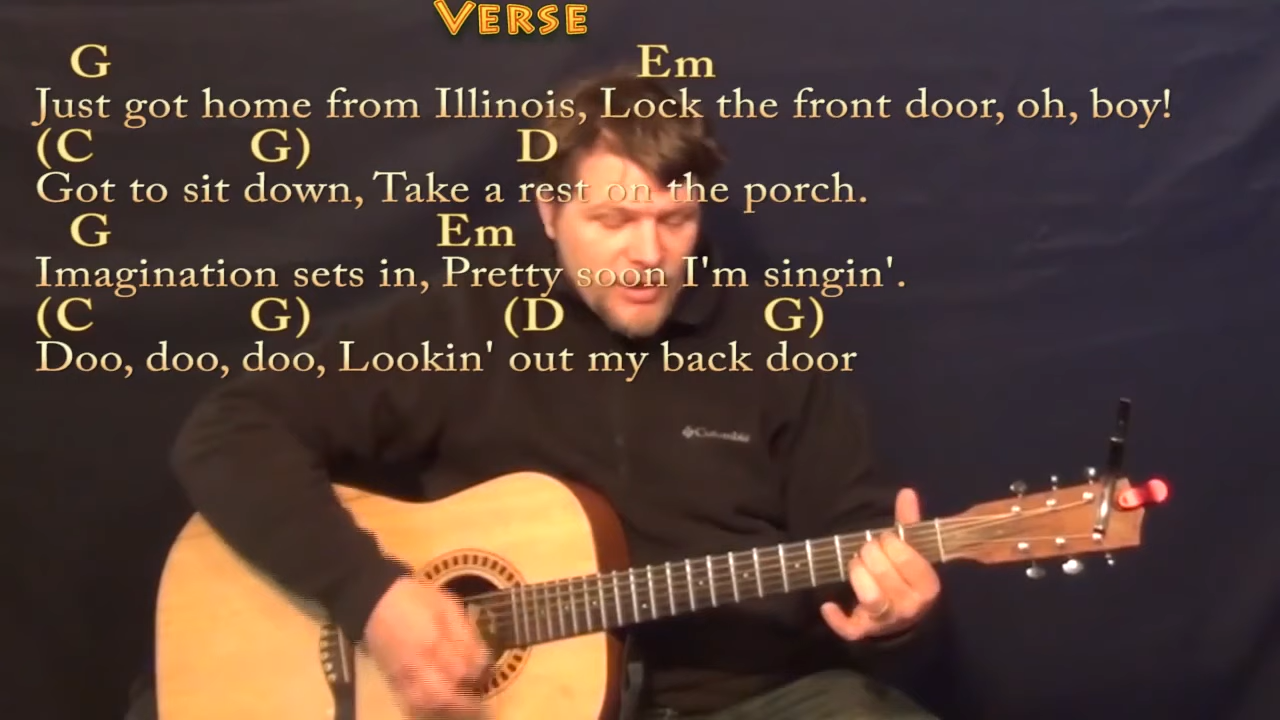 VERSE
G Em
Just got home from Illinois, Lock the front door, oh, boy!
(C G) D
Got to sit down, Take a rest on the porch.
G Em
Imagination sets in, Pretty soon I'm singin'.
(C G) (D G)
Doo, doo, doo, Lookin' out my back door
Columbia